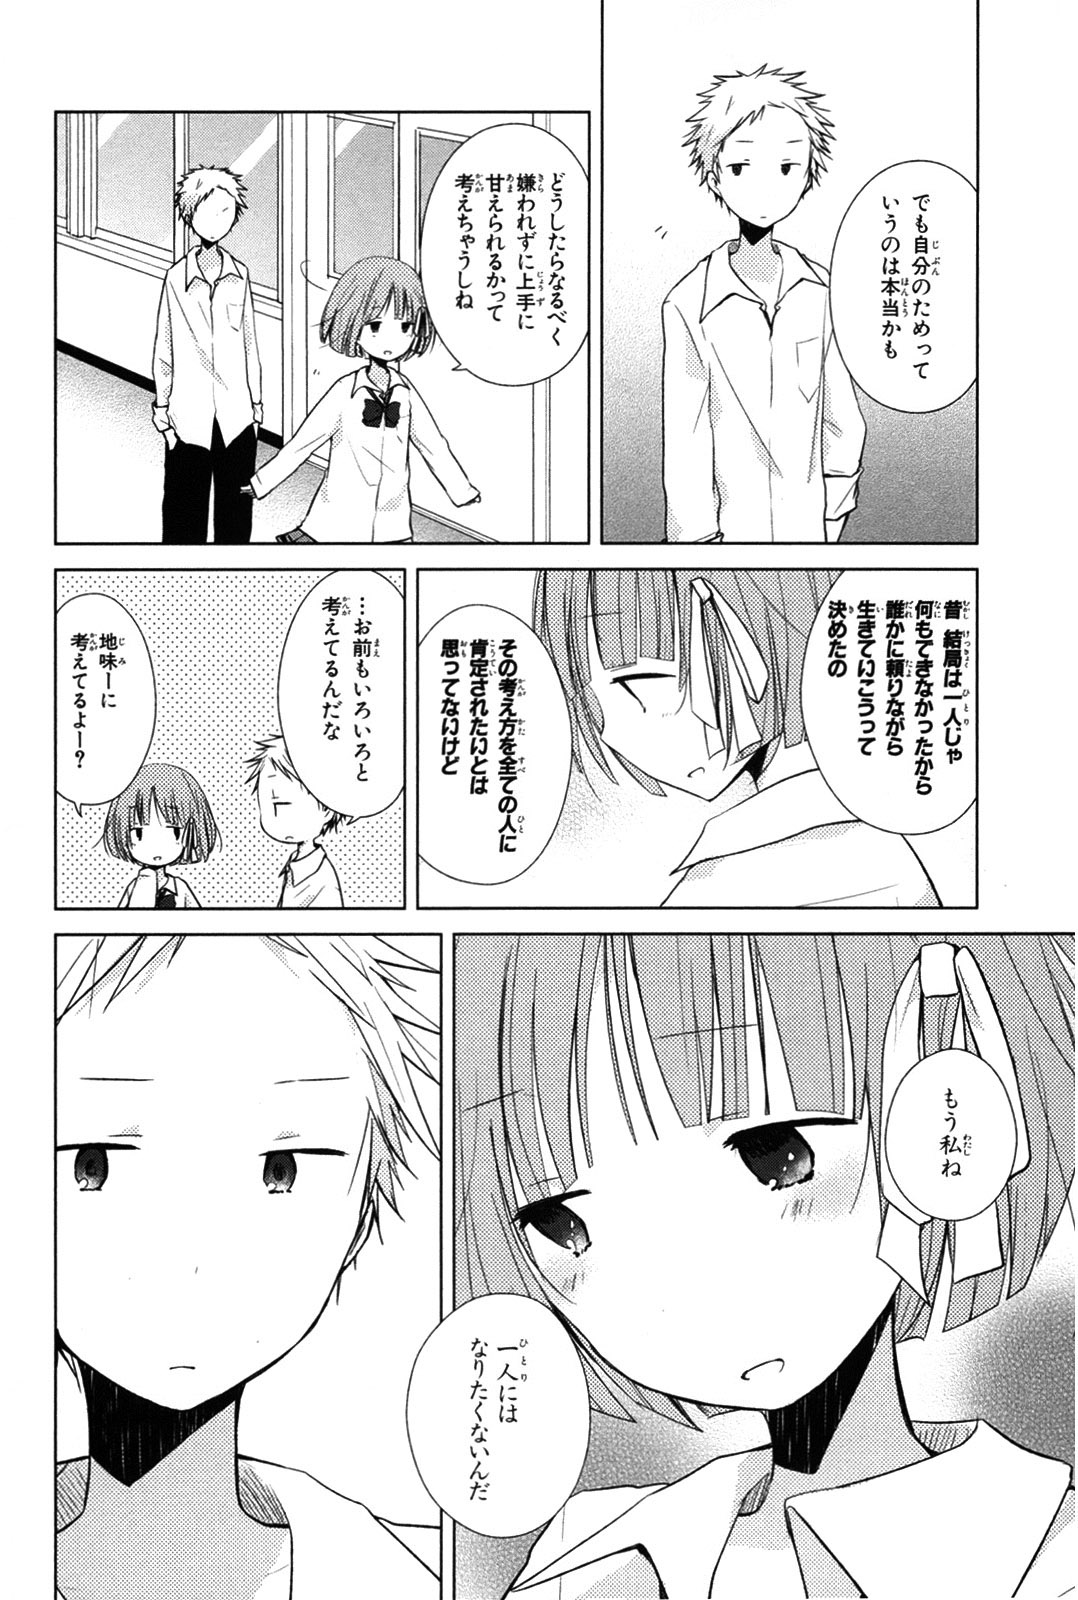 でも自分のためって
いうのは本当かも
どうしたらなるべく
嫌われずに上手に
甘えられるかって
考えちゃうしね
昔 結局は一人じゃ
何もできなかったから
誰かに頼りながら
生きていこうって
決めたの
その考え方を全ての人に
肯定されたいとは
思ってないけど
…お前もいろいろと
考えてるんだな
地味ーに
考えてるよー？
もう私ね
一人には
なりたくないんだ